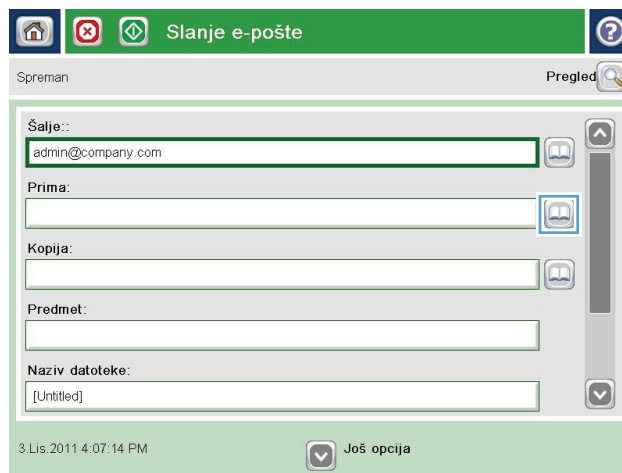 Slanje e-pošte
Spreman
Pregled
Šalje::
admin@company.com
Prima:
Kopija:
Predmet:
Naziv datoteke:
[Untitled]
3.Lis.2011 4:07:14 PM
Još opcija